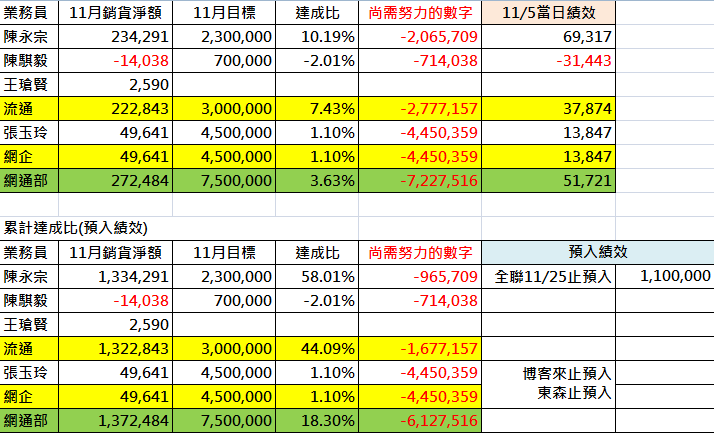 業務員 11月銷貨淨額 11月目標 達成比 尚需努力的數字 11/5當日績效
陳永宗 234,291 2,300,000 10.19% -2,065,709 69,317
陳騏毅 -14,038 700,000 -2.01% -714,038 -31,443
王瑲賢 2,590
流通 222,843 3,000,000 7.43% -2,777,157 37,874
張玉玲 49,641 4,500,000 1.10% -4,450,359 13,847
網企 49,641 4,500,000 1.10% -4,450,359 13,847
網通部 272,484 7,500,000 3.63% -7,227,516 51,721
累計達成比(預入績效)
業務員 11月銷貨淨額 11月目標 達成比 尚需努力的數字 預入績效
陳永宗 1,334,291 2,300,000 58.01% -965,709 全聯11/25止預入 1,100,000
陳騏毅 -14,038 700,000 -2.01% -714,038
王瑲賢 2,590
流通 1,322,843 3,000,000 44.09% -1,677,157
張玉玲 49,641 4,500,000 1.10% -4,450,359 博客來止預入
網企 49,641 4,500,000 1.10% -4,450,359 東森止預入
網通部 1,372,484 7,500,000 18.30% -6,127,516